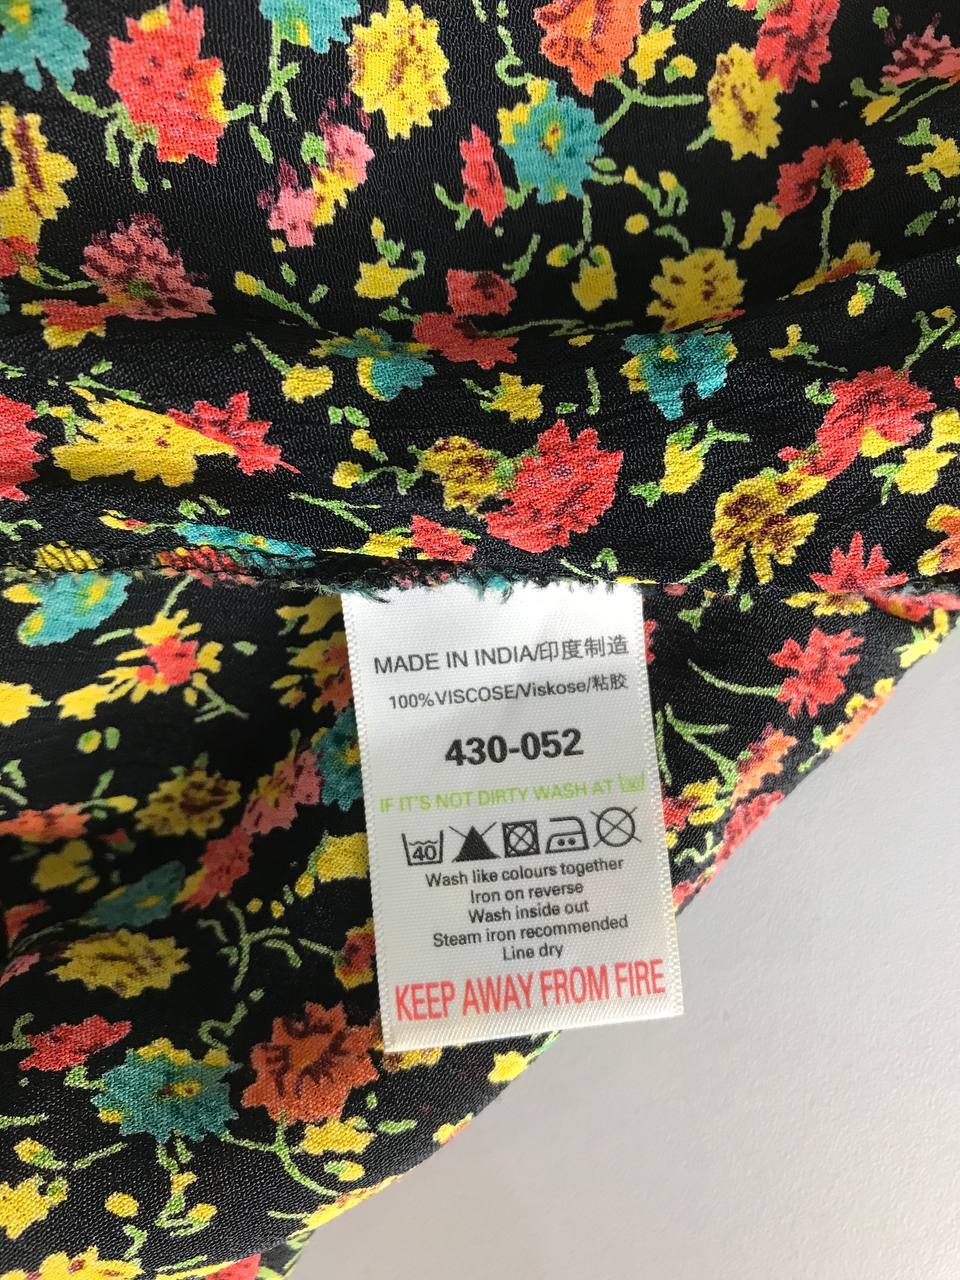 MADE IN INDIA/印度制造
100%VISCOSE/Viskose/粘胶
430-052
IF IT'S NOT DIRTY WASH AT
40
Wash like colours together
Iron on reverse
Wash inside out
Steam iron recommended
Line dry
KEEP AWAY FROM FIRE